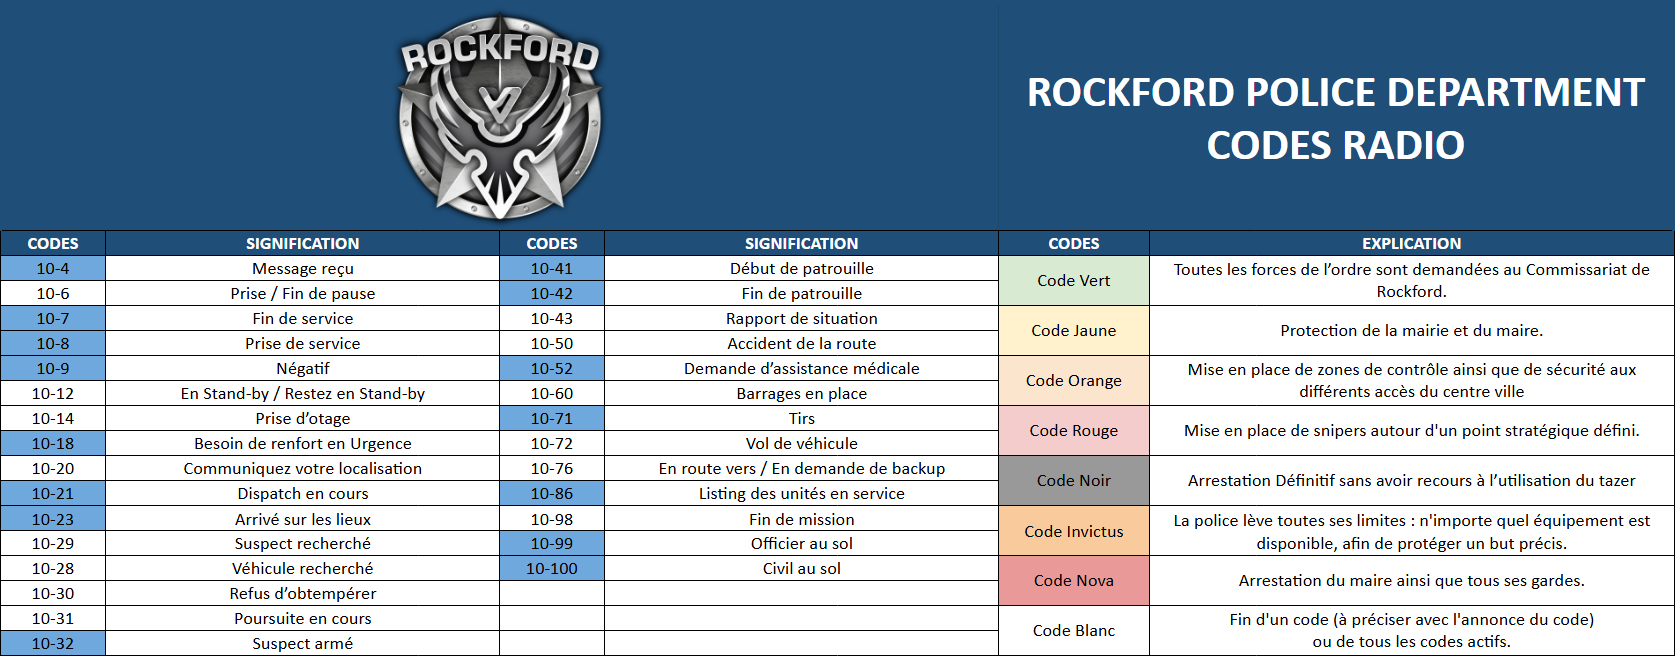 ROCKFORD
ROCKFORD POLICE DEPARTMENT
CODES RADIO
CODES SIGNIFICATION CODES SIGNIFICATION CODES EXPLICATION
10-4 Message reçu
10-6 Prise / Fin de pause
10-7 Fin de service
10-8 Prise de service
10-9 Négatif
10-12 En Stand-by / Restez en Stand-by
10-14 Prise d’otage
10-18 Besoin de renfort en Urgence
10-20 Communiquez votre localisation
10-21 Dispatch en cours
10-23 Arrivé sur les lieux
10-29 Suspect recherché
10-28 Véhicule recherché
10-30 Refus d’obtempérer
10-31 Poursuite en cours
10-32 Suspect armé
10-41 Début de patrouille
10-42 Fin de patrouille
10-43 Rapport de situation
10-50 Accident de la route
10-52 Demande d’assistance médicale
10-60 Barrages en place
10-71 Tirs
10-72 Vol de véhicule
10-76 En route vers / En demande de backup
10-86 Listing des unités en service
10-98 Fin de mission
10-99 Officier au sol
10-100 Civil au sol
Code Vert
Toutes les forces de l’ordre sont demandées au Commissariat de
Rockford.
Code Jaune Protection de la mairie et du maire.
Code Orange
Mise en place de zones de contrôle ainsi que de sécurité aux
différents accès du centre ville
Code Rouge Mise en place de snipers autour d'un point stratégique défini.
Code Noir Arrestation Définitif sans avoir recours à l’utilisation du tazer
Code Invictus
La police lève toutes ses limites : n'importe quel équipement est
disponible, afin de protéger un but précis.
Code Nova Arrestation du maire ainsi que tous ses gardes.
Code Blanc
Fin d'un code (à préciser avec l'annonce du code)
ou de tous les codes actifs.